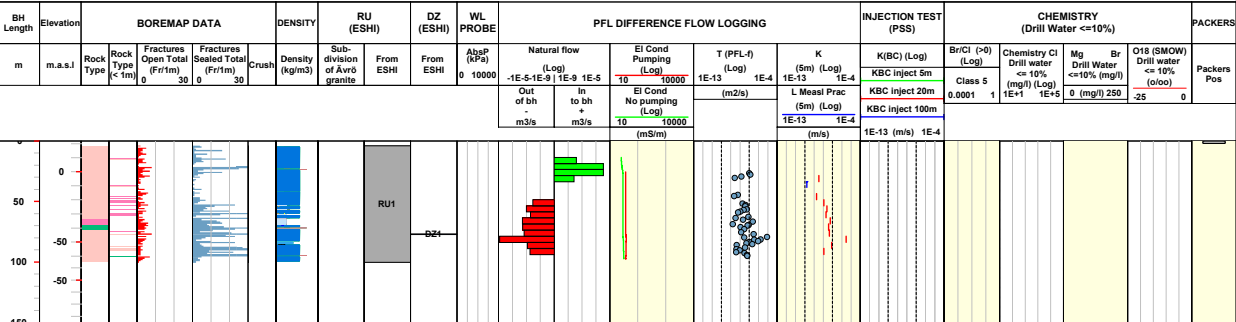 BH Length
Elevation
BOREMAP DATA
DENSITY
RU (ESHI)
DZ (ESHI)
WL PROBE
PFL DIFFERENCE FLOW LOGGING
INJECTION TEST (PSS)
CHEMISTRY
(Drill Water <=10%)
PACKERS
m
m.a.s.l
Rock Type
Rock Type (< 1m)
Fractures Open Total (Fr/1m)
0 30
Fractures Sealed Total (Fr/1m)
0 30
Crush
Density (kg/m3)
Sub-division of Ävrö granite
From ESHI
From ESHI
AbsP (kPa)
0 10000
Natural flow
(Log)
-1E-5-1E-9 | 1E-9 1E-5
Out of bh - m3/s
In to bh + m3/s
El Cond Pumping (Log)
10 10000
El Cond No pumping (Log)
10 10000
(mS/m)
T (PFL-f)
(Log)
1E-13 1E-4
(m2/s)
K
(5m) (Log)
1E-13 1E-4
L Measl Prac
(5m) (Log)
1E-13 1E-4
(m/s)
K(BC) (Log)
KBC inject 5m
KBC inject 20m
KBC inject 100m
1E-13 (m/s) 1E-4
Br/Cl (>0) (Log)
Class 5
0.0001 1
Chemistry Cl Drill water <= 10% (mg/l) (Log)
1E+1 1E+5
Mg Br
Drill water
<=10% (mg/l)
0 (mg/l) 250
O18 (SMOW) Drill water <= 10% (o/oo)
-25 0
Packers Pos
0
50
-50
100
-50
RU1
DZ1